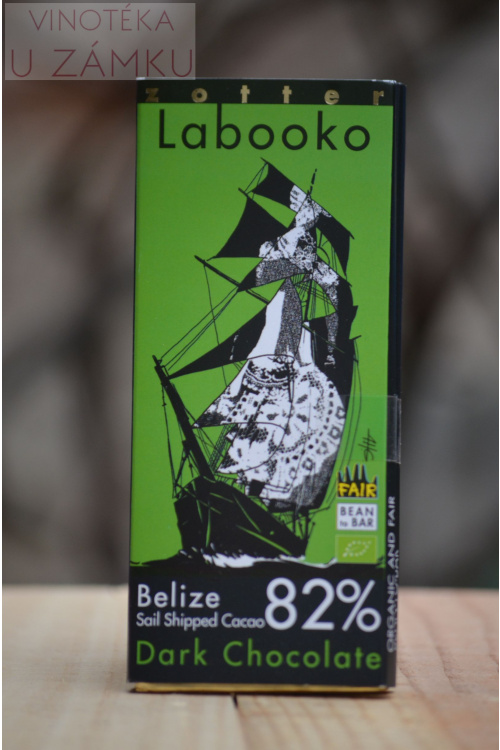 VINOTÉKA
U ZÁMKU
zotter
Labooko
FAIR
BEAN
to BAR
ORGANIC AND FAIR
Belize
Sail Shipped Cacao
82%
Dark Chocolate